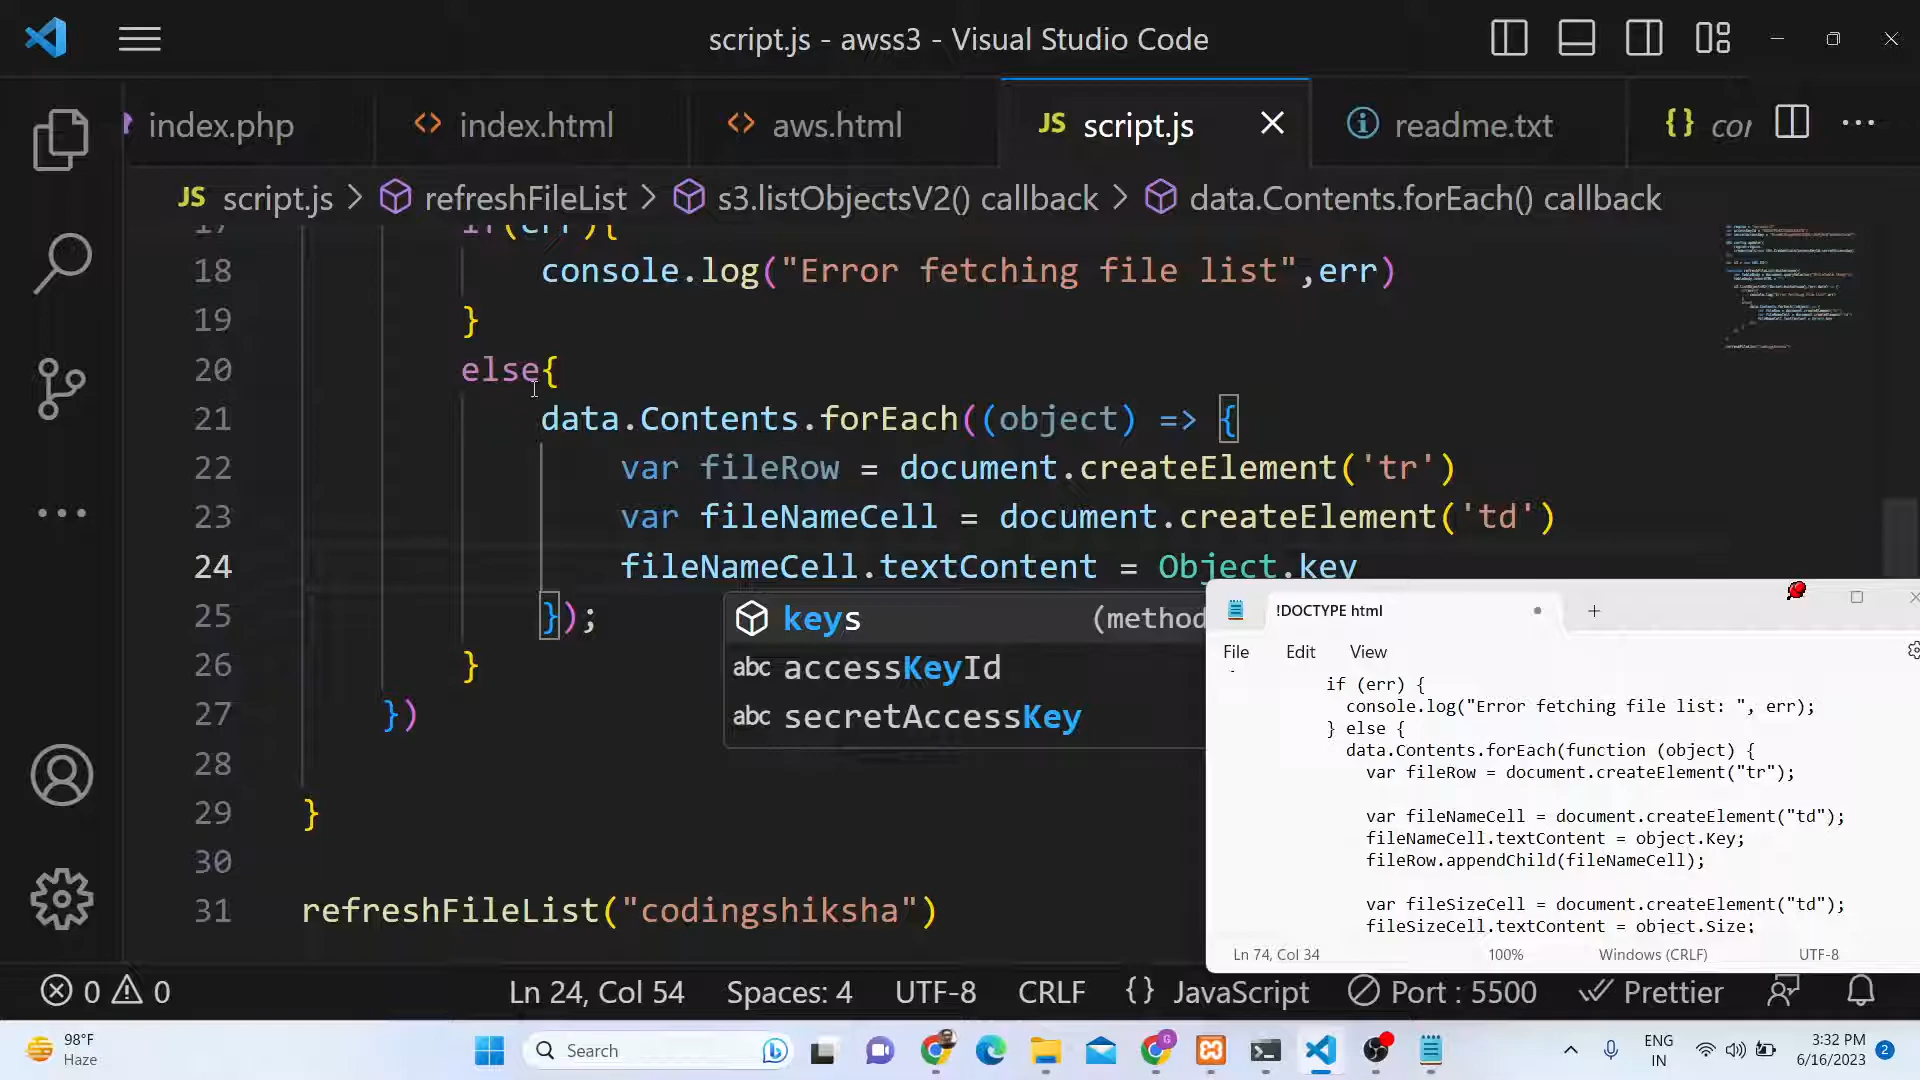 script.js - awss3 - Visual Studio Code
index.php
index.html
aws.html
JS script.js
readme.txt
{} cor
JS script.js > refreshFileList > s3.listObjectsV2() callback > data.Contents.forEach() callback
17 if(err){
18 console.log("Error fetching file list",err)
19 }
20 else{
21 data.Contents.forEach((object) => {
22 var fileRow = document.createElement('tr')
23 var fileNameCell = document.createElement('td')
24 fileNameCell.textContent = Object.key
25 });
26 }
27 })
28
29 }
30
31 refreshFileList("codingshiksha")
keys (method
abc accessKeyId
abc secretAccessKey
!DOCTYPE html
File Edit View
if (err) {
console.log("Error fetching file list: ", err);
} else {
data.Contents.forEach(function (object) {
var fileRow = document.createElement("tr");
var fileNameCell = document.createElement("td");
fileNameCell.textContent = object.Key;
fileRow.appendChild(fileNameCell);
var fileSizeCell = document.createElement("td");
fileSizeCell.textContent = object.Size;
Ln 74, Col 34 100% Windows (CRLF) UTF-8
0 0 Ln 24, Col 54 Spaces: 4 UTF-8 CRLF {} JavaScript Port : 5500 Prettier
98°F
Haze
Search
ENG
IN
3:32 PM
6/16/2023
2